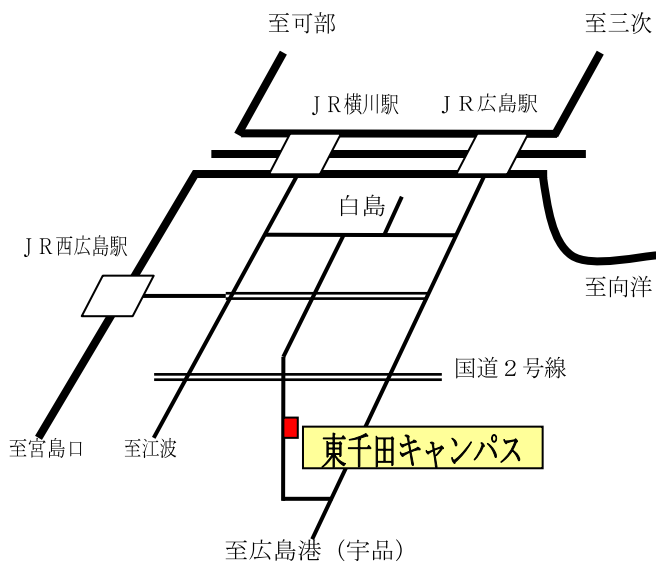 至可部
至三次
ＪＲ横川駅
ＪＲ広島駅
白島
ＪＲ西広島駅
至向洋
国道２号線
至宮島口
至江波
東千田キャンパス
至広島港（宇品）